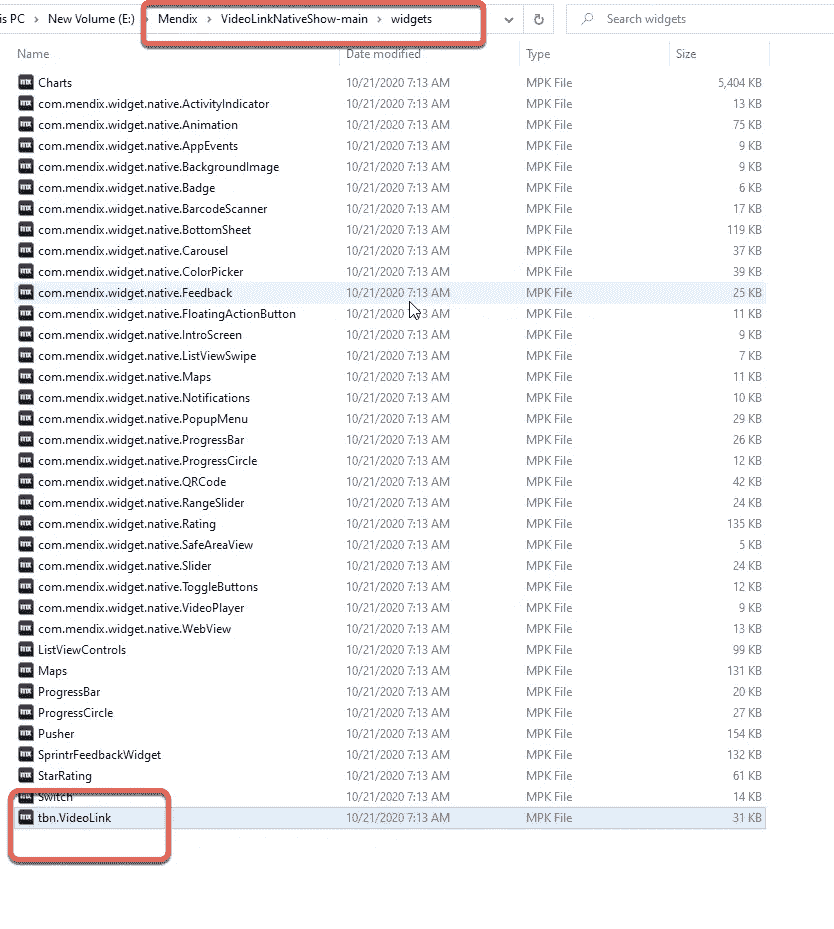 is PC > New Volume (E:) > Mendix > VideoLinkNativeShow-main > widgets Search widgets
Name Date modified Type Size
Charts 10/21/2020 7:13 AM MPK File 5,404 KB
com.mendix.widget.native.ActivityIndicator 10/21/2020 7:13 AM MPK File 13 KB
com.mendix.widget.native.Animation 10/21/2020 7:13 AM MPK File 75 KB
com.mendix.widget.native.AppEvents 10/21/2020 7:13 AM MPK File 9 KB
com.mendix.widget.native.BackgroundImage 10/21/2020 7:13 AM MPK File 9 KB
com.mendix.widget.native.Badge 10/21/2020 7:13 AM MPK File 6 KB
com.mendix.widget.native.BarcodeScanner 10/21/2020 7:13 AM MPK File 17 KB
com.mendix.widget.native.BottomSheet 10/21/2020 7:13 AM MPK File 119 KB
com.mendix.widget.native.Carousel 10/21/2020 7:13 AM MPK File 37 KB
com.mendix.widget.native.ColorPicker 10/21/2020 7:13 AM MPK File 39 KB
com.mendix.widget.native.Feedback 10/21/2020 7:13 AM MPK File 25 KB
com.mendix.widget.native.FloatingActionButton 10/21/2020 7:13 AM MPK File 11 KB
com.mendix.widget.native.IntroScreen 10/21/2020 7:13 AM MPK File 9 KB
com.mendix.widget.native.ListViewSwipe 10/21/2020 7:13 AM MPK File 7 KB
com.mendix.widget.native.Maps 10/21/2020 7:13 AM MPK File 11 KB
com.mendix.widget.native.Notifications 10/21/2020 7:13 AM MPK File 10 KB
com.mendix.widget.native.PopupMenu 10/21/2020 7:13 AM MPK File 29 KB
com.mendix.widget.native.ProgressBar 10/21/2020 7:13 AM MPK File 26 KB
com.mendix.widget.native.ProgressCircle 10/21/2020 7:13 AM MPK File 12 KB
com.mendix.widget.native.QRCode 10/21/2020 7:13 AM MPK File 42 KB
com.mendix.widget.native.RangeSlider 10/21/2020 7:13 AM MPK File 24 KB
com.mendix.widget.native.Rating 10/21/2020 7:13 AM MPK File 135 KB
com.mendix.widget.native.SafeAreaView 10/21/2020 7:13 AM MPK File 5 KB
com.mendix.widget.native.Slider 10/21/2020 7:13 AM MPK File 24 KB
com.mendix.widget.native.ToggleButtons 10/21/2020 7:13 AM MPK File 12 KB
com.mendix.widget.native.VideoPlayer 10/21/2020 7:13 AM MPK File 9 KB
com.mendix.widget.native.WebView 10/21/2020 7:13 AM MPK File 13 KB
ListViewControls 10/21/2020 7:13 AM MPK File 99 KB
Maps 10/21/2020 7:13 AM MPK File 131 KB
ProgressBar 10/21/2020 7:13 AM MPK File 20 KB
ProgressCircle 10/21/2020 7:13 AM MPK File 27 KB
Pusher 10/21/2020 7:13 AM MPK File 154 KB
SprintrFeedbackWidget 10/21/2020 7:13 AM MPK File 132 KB
StarRating 10/21/2020 7:13 AM MPK File 61 KB
Switch 10/21/2020 7:13 AM MPK File 14 KB
tbn.VideoLink 10/21/2020 7:13 AM MPK File 31 KB